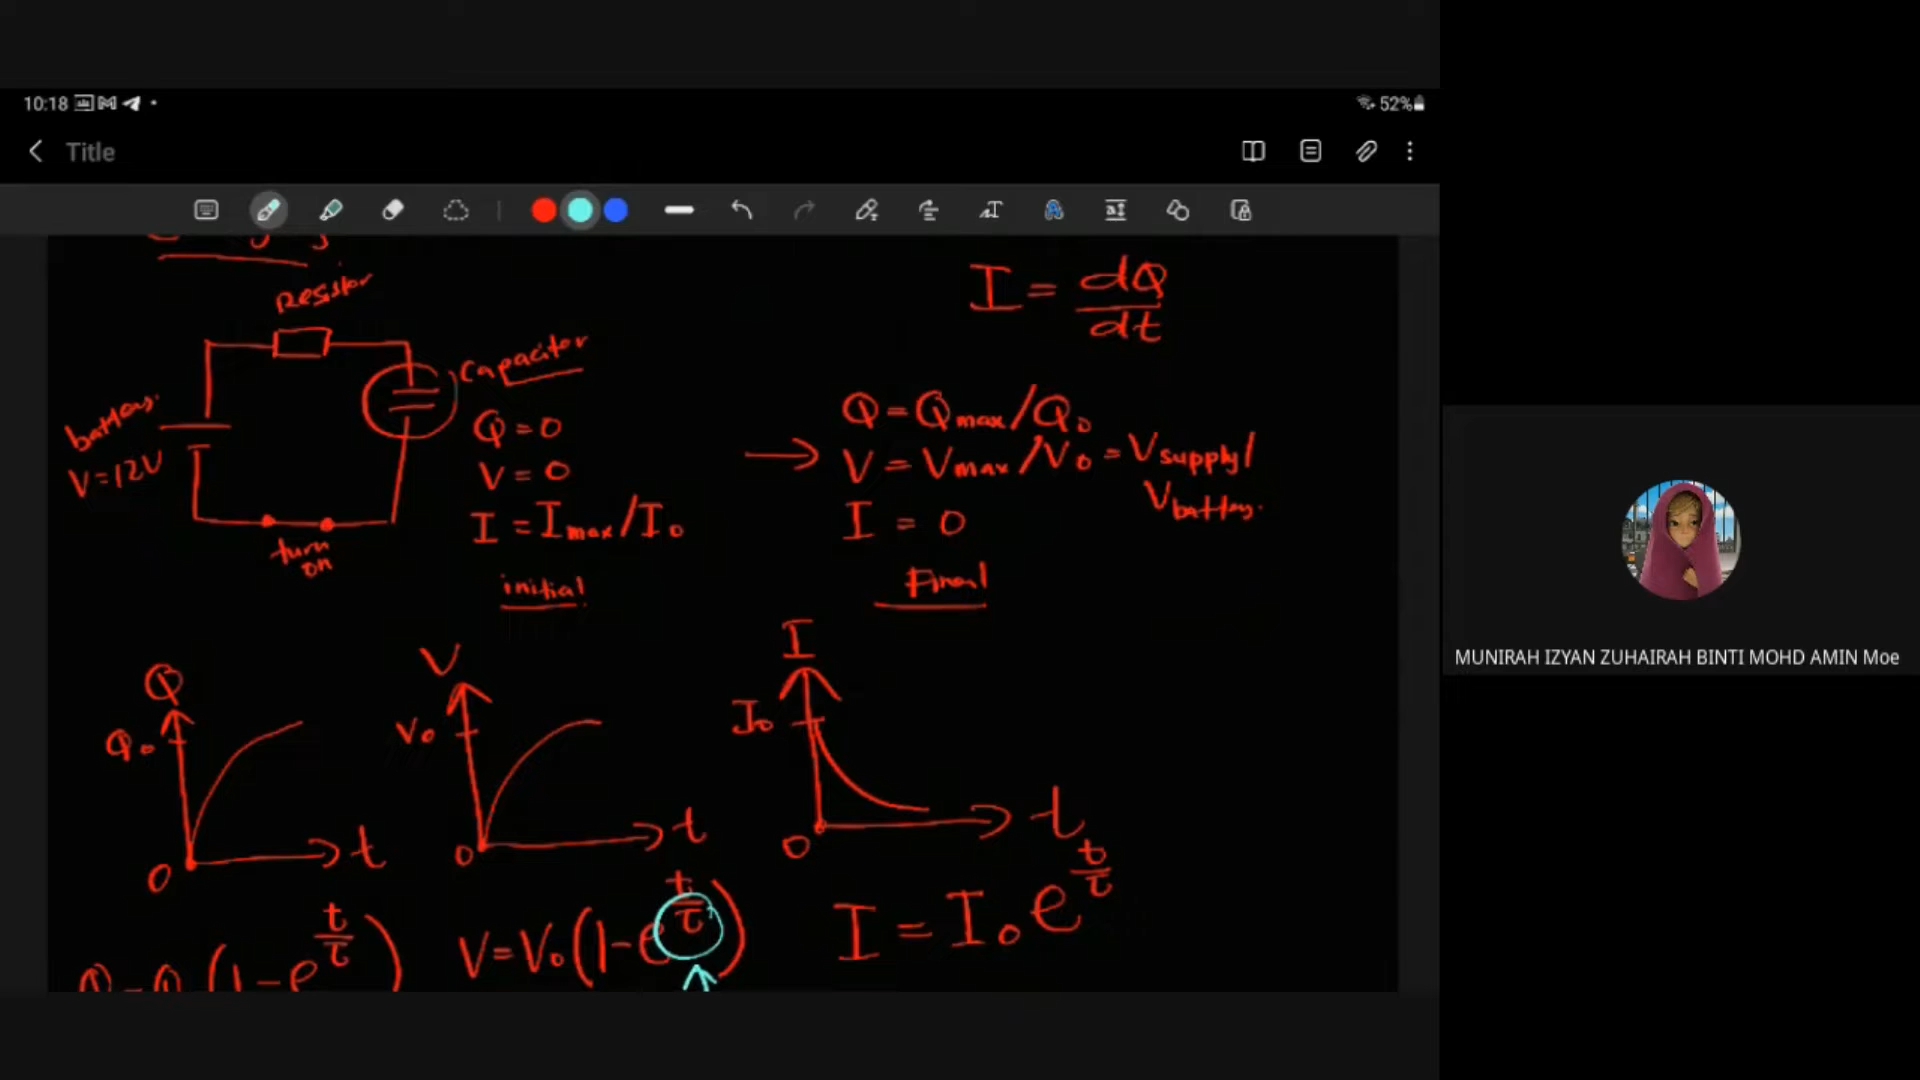 10:18 52%
Title
I = dQ/dt
Resistor
Capacitor
battery.
V=12V
Q = 0
V = 0
I = Imax/I₀
initial
turn on
Q = Qmax/Q₀
V = Vmax/V₀ = Vsupply/
Vbattery.
I = 0
Final
Q
Q₀
0
t
V
V₀
0
t
I
I₀
0
t
(1-e^(t/τ))
V=V₀(1-e^(t/τ))
I = I₀e^(t/τ)
MUNIRAH IZYAN ZUHAIRAH BINTI MOHD AMIN Moe